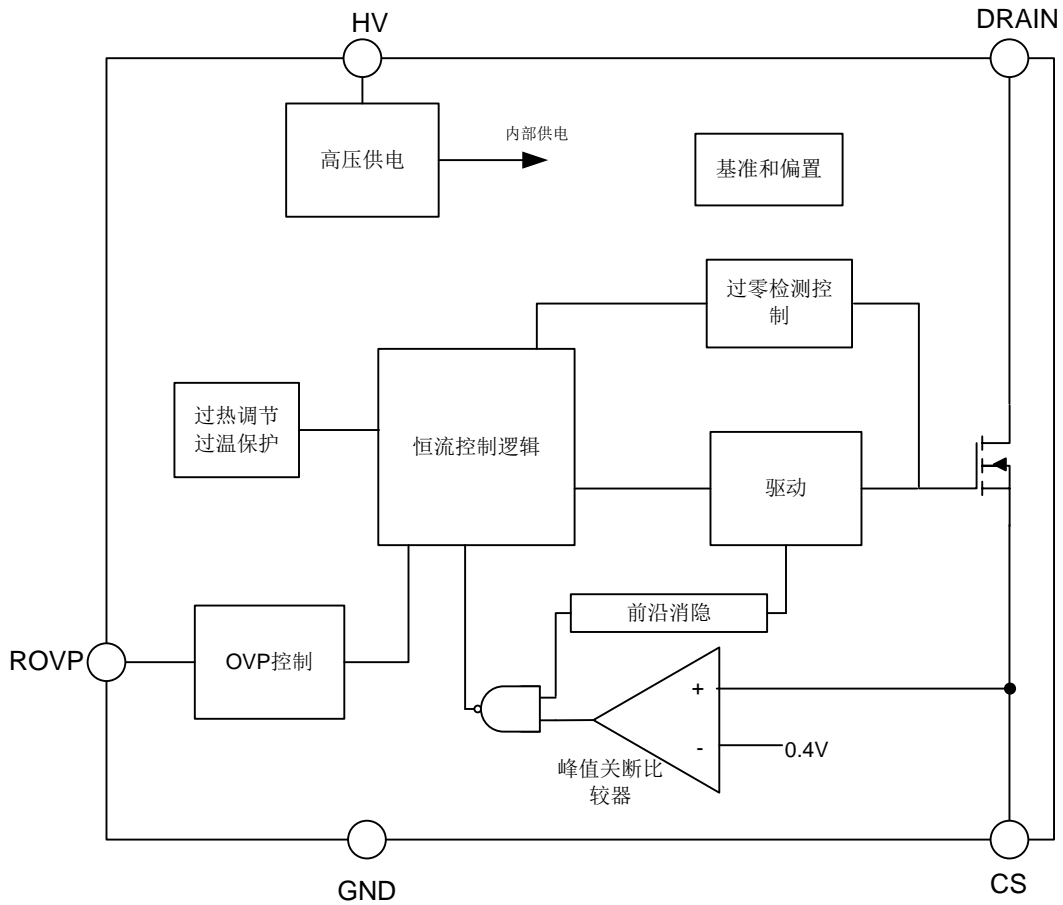 HV
DRAIN
高压供电
内部供电
基准和偏置
过零检测控
制
过热调节
过温保护
恒流控制逻辑
驱动
前沿消隐
ROVP
OVP控制
+
-
0.4V
峰值关断比
较器
GND
CS